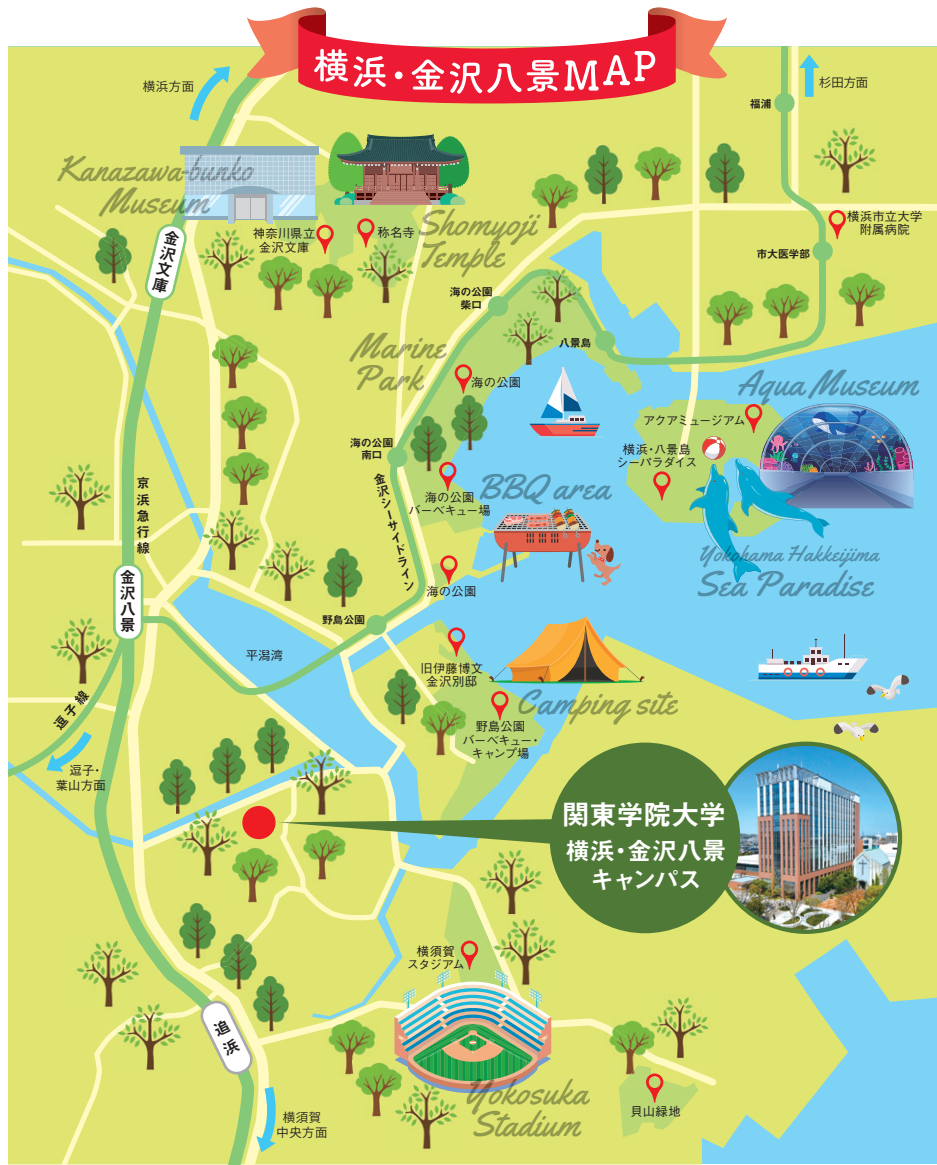 横浜・金沢八景MAP
横浜方面
杉田方面
福浦
Kanazawa-bunko
Museum
神奈川県立
金沢文庫
称名寺
Shomyoji
Temple
横浜市立大学
附属病院
市大医学部
金沢文庫
海の公園
柴口
八景島
Marine
Park
海の公園
Aqua Museum
アクアミュージアム
横浜・八景島
シーパラダイス
海の公園
南口
金沢シーサイドライン
海の公園
バーベキュー場
BBQ area
京浜急行線
Yokohama Hakkeijima
Sea Paradise
海の公園
金沢八景
野島公園
平潟湾
旧伊藤博文
金沢別邸
Camping site
野島公園
バーベキュー・
キャンプ場
逗子線
逗子・
葉山方面
関東学院大学
横浜・金沢八景
キャンパス
横須賀
スタジアム
追浜
Yokosuka
Stadium
貝山緑地
横須賀
中央方面